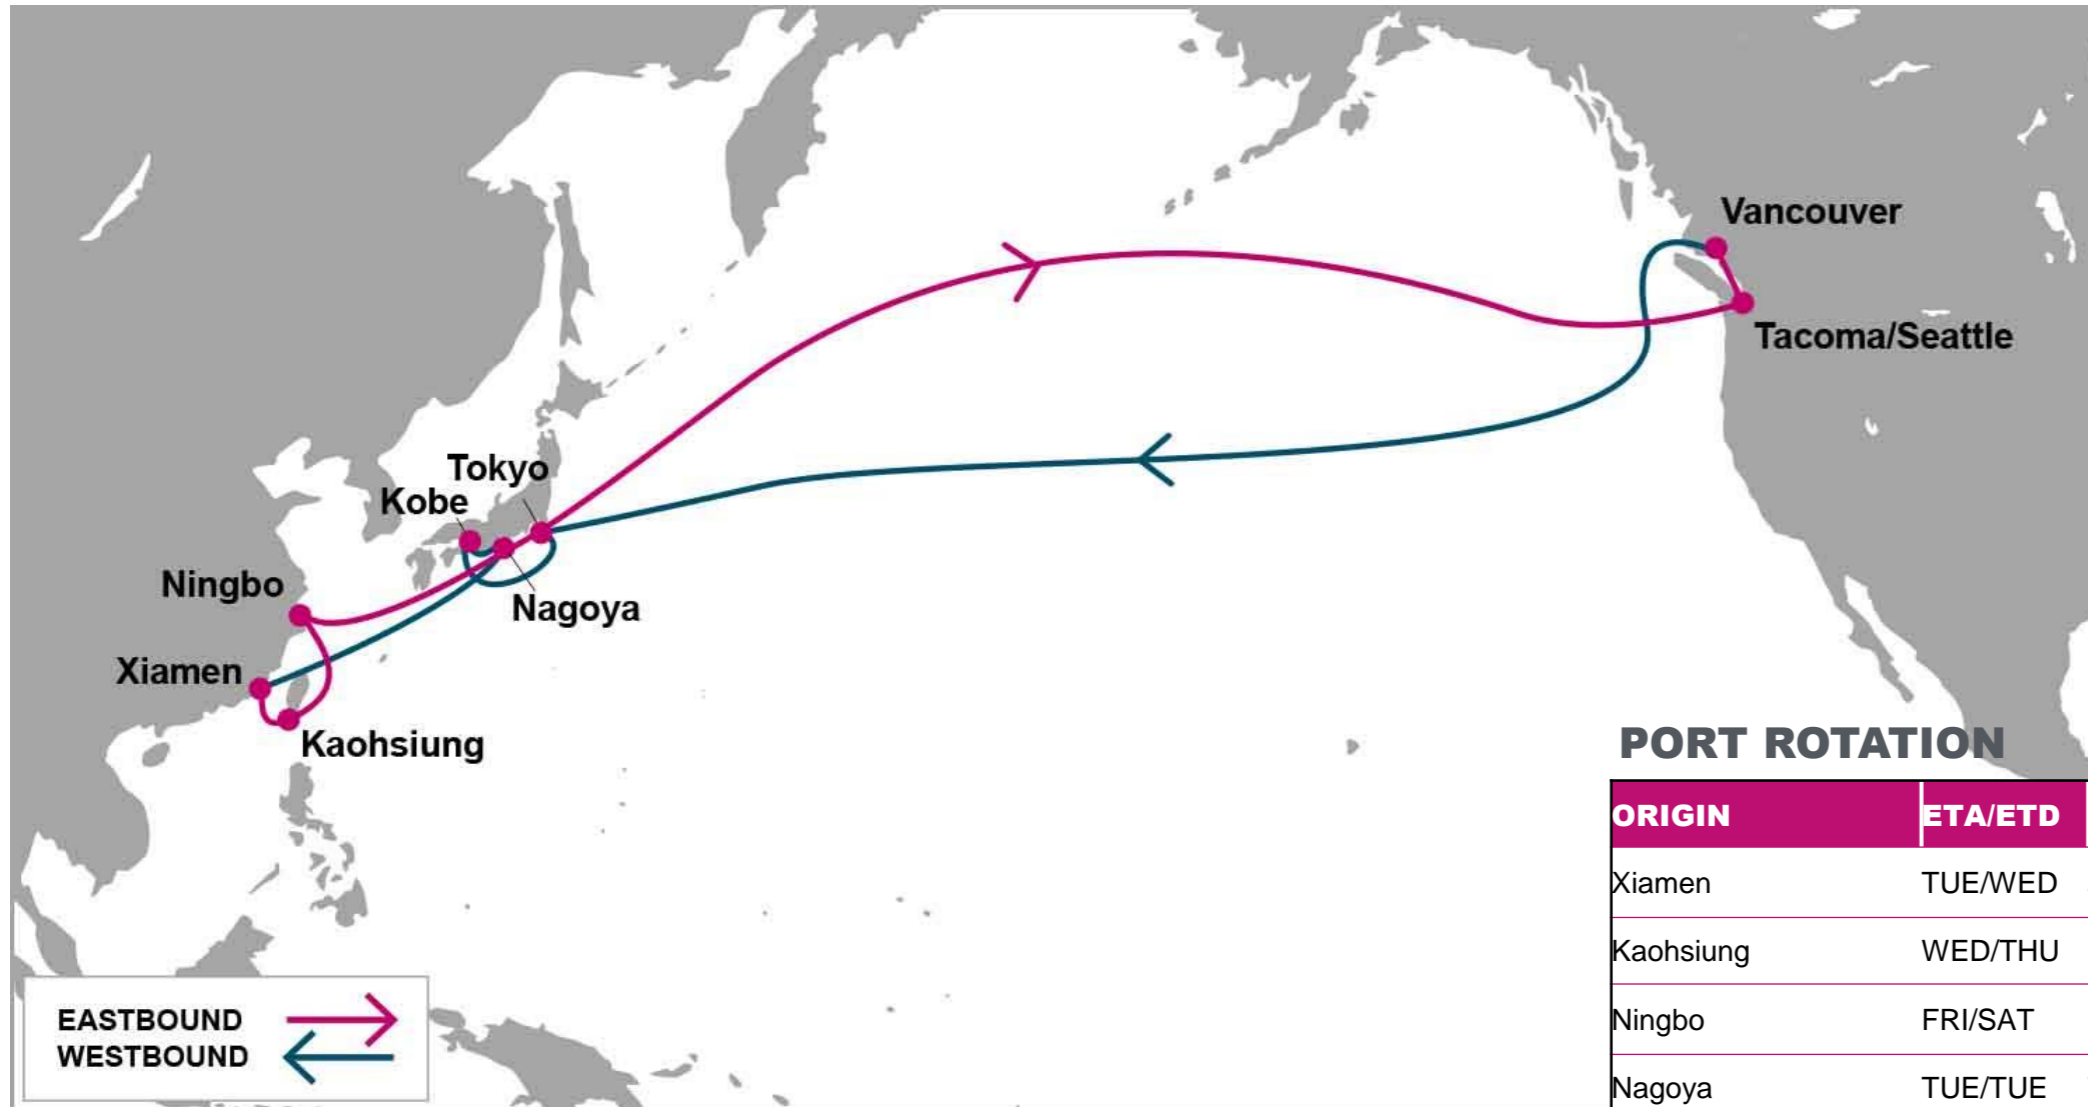 Vancouver
Tacoma/Seattle
Tokyo
Kobe
Ningbo
Nagoya
Xiamen
Kaohsiung
PORT ROTATION
ORIGIN ETA/ETD
Xiamen TUE/WED
Kaohsiung WED/THU
Ningbo FRI/SAT
Nagoya TUE/TUE
EASTBOUND
WESTBOUND